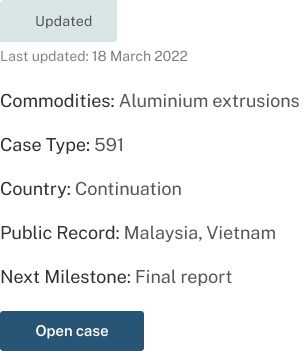 Updated
Last updated: 18 March 2022
Commodities: Aluminium extrusions
Case Type: 591
Country: Continuation
Public Record: Malaysia, Vietnam
Next Milestone: Final report
Open case